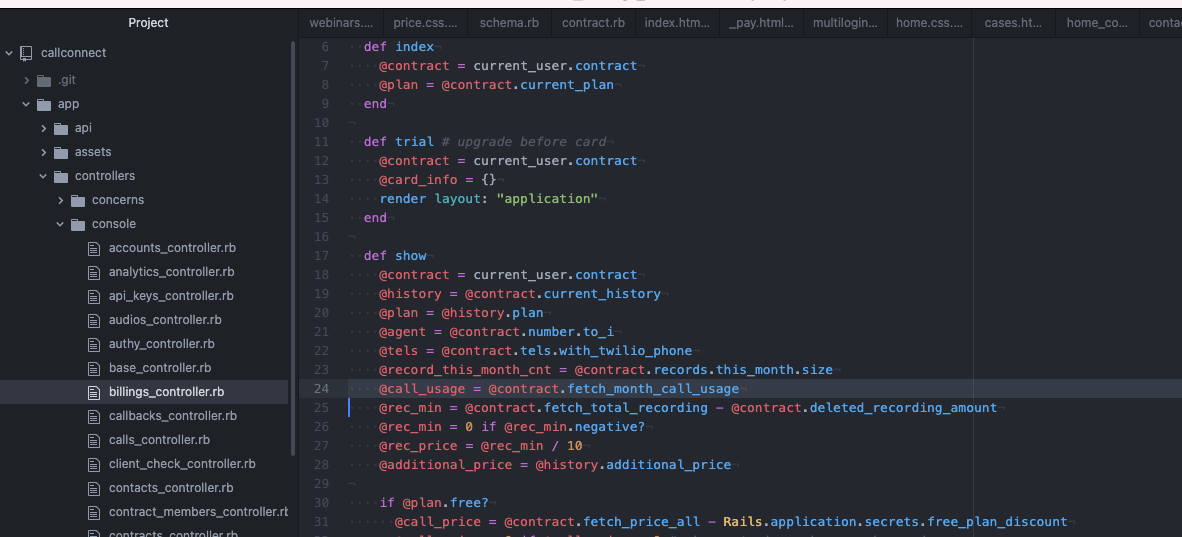 Project
callconnect
.git
app
api
assets
controllers
concerns
console
accounts_controller.rb
analytics_controller.rb
api_keys_controller.rb
audios_controller.rb
authy_controller.rb
base_controller.rb
billings_controller.rb
callbacks_controller.rb
calls_controller.rb
client_check_controller.rb
contacts_controller.rb
contract_members_controller.rb
contracts_controller.rb
webinars.... price.css.... schema.rb contract.rb index.htm... _pay.html... multilogin... home.css.... cases.ht... home_co... conta
6 def index
7 @contract = current_user.contract
8 @plan = @contract.current_plan
9 end
10
11 def trial # upgrade before card
12 @contract = current_user.contract
13 @card_info = {}
14 render layout: "application"
15 end
16
17 def show
18 @contract = current_user.contract
19 @history = @contract.current_history
20 @plan = @history.plan
21 @agent = @contract.number.to_i
22 @tels = @contract.tels.with_twilio_phone
23 @record_this_month_cnt = @contract.records.this_month.size
24 @call_usage = @contract.fetch_month_call_usage
25 @rec_min = @contract.fetch_total_recording - @contract.deleted_recording_amount
26 @rec_min = 0 if @rec_min.negative?
27 @rec_price = @rec_min / 10
28 @additional_price = @history.additional_price
29
30 if @plan.free?
31 @call_price = @contract.fetch_price_all - Rails.application.secrets.free_plan_discount